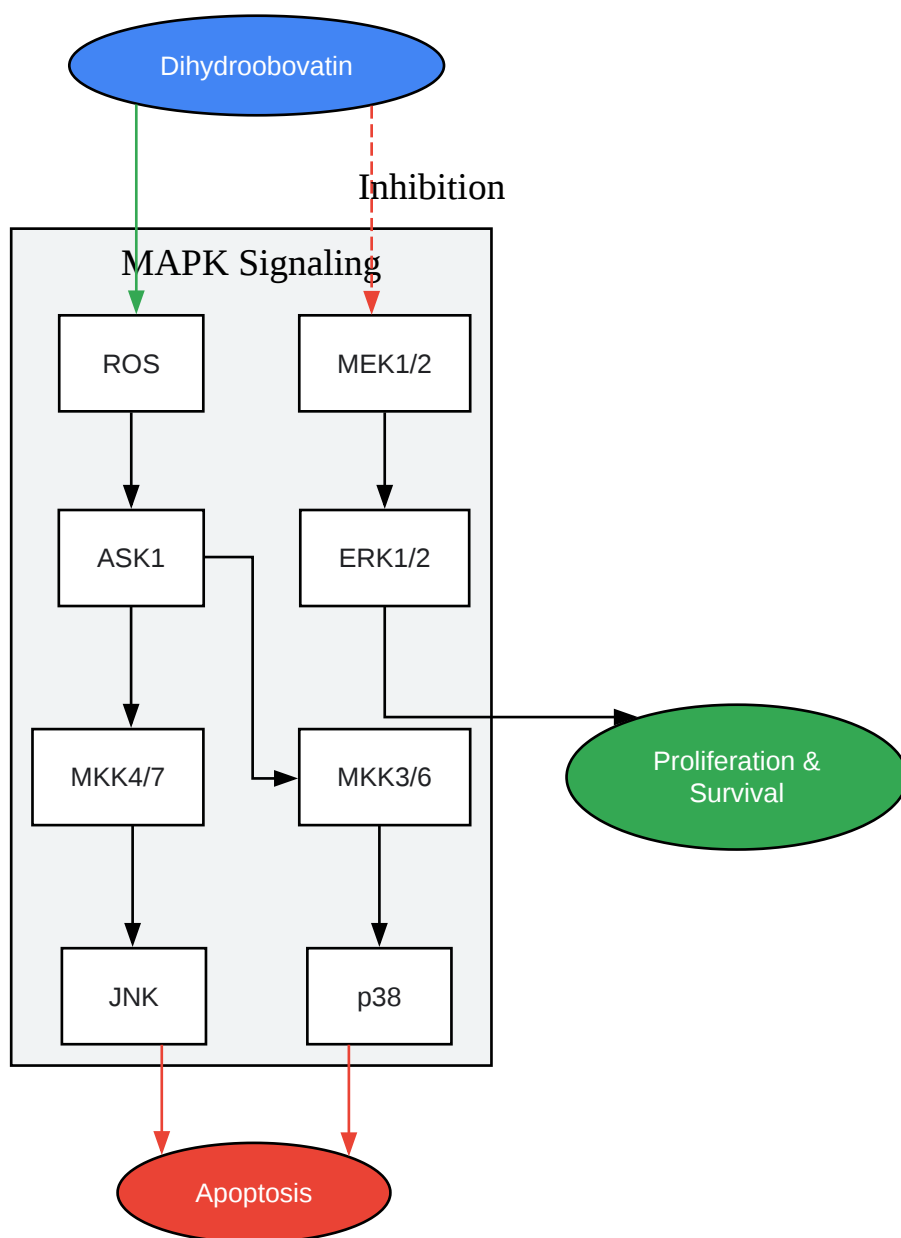 Dihydroobovatin
Inhibition
MAPK Signaling
ROS
MEK1/2
ASK1
ERK1/2
MKK4/7
MKK3/6
Proliferation &
Survival
JNK
p38
Apoptosis